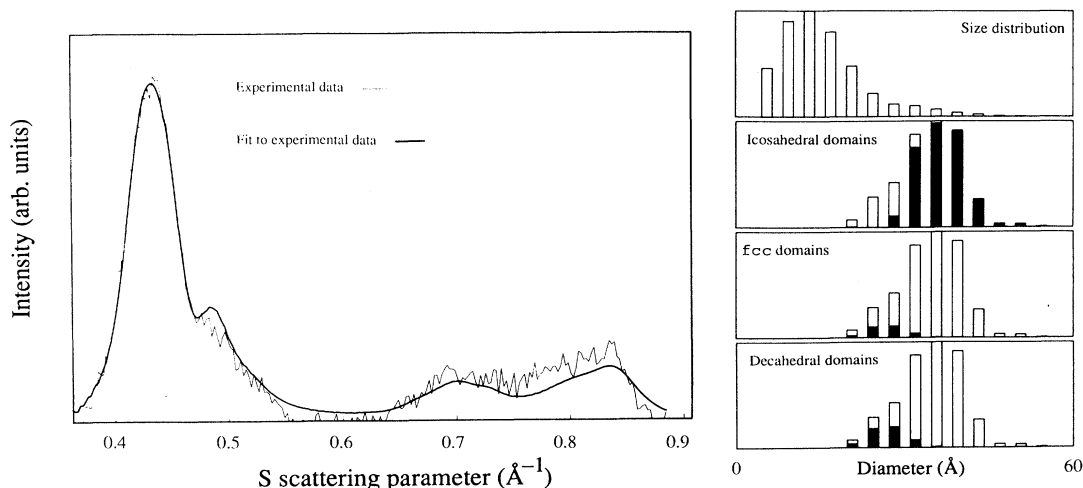 Intensity (arb. units)
Experimental data
Fit to experimental data
0.4 0.5 0.6 0.7 0.8 0.9
S scattering parameter (Å⁻¹)
Size distribution
Icosahedral domains
fcc domains
Decahedral domains
0 60
Diameter (Å)